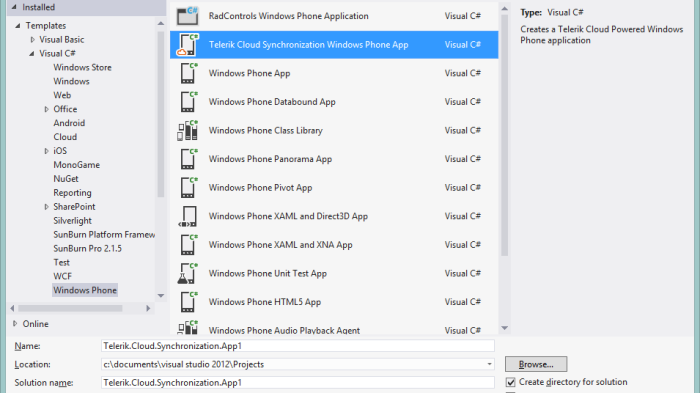 Installed
Templates
Visual Basic
Visual C#
Windows Store
Windows
Web
Office
Android
Cloud
iOS
MonoGame
NuGet
Reporting
SharePoint
Silverlight
SunBurn Platform Framew
SunBurn Pro 2.1.5
Test
WCF
Windows Phone
Online
RadControls Windows Phone Application Visual C#
Telerik Cloud Synchronization Windows Phone App Visual C#
Windows Phone App Visual C#
Windows Phone Databound App Visual C#
Windows Phone Class Library Visual C#
Windows Phone Panorama App Visual C#
Windows Phone Pivot App Visual C#
Windows Phone XAML and Direct3D App Visual C#
Windows Phone XAML and XNA App Visual C#
Windows Phone Unit Test App Visual C#
Windows Phone HTML5 App Visual C#
Windows Phone Audio Playback Agent Visual C#
Type: Visual C#
Creates a Telerik Cloud Powered Windows
Phone application
Name: Telerik.Cloud.Synchronization.App1
Location: c:\documents\visual studio 2012\Projects Browse...
Solution name: Telerik.Cloud.Synchronization.App1 Create directory for solution